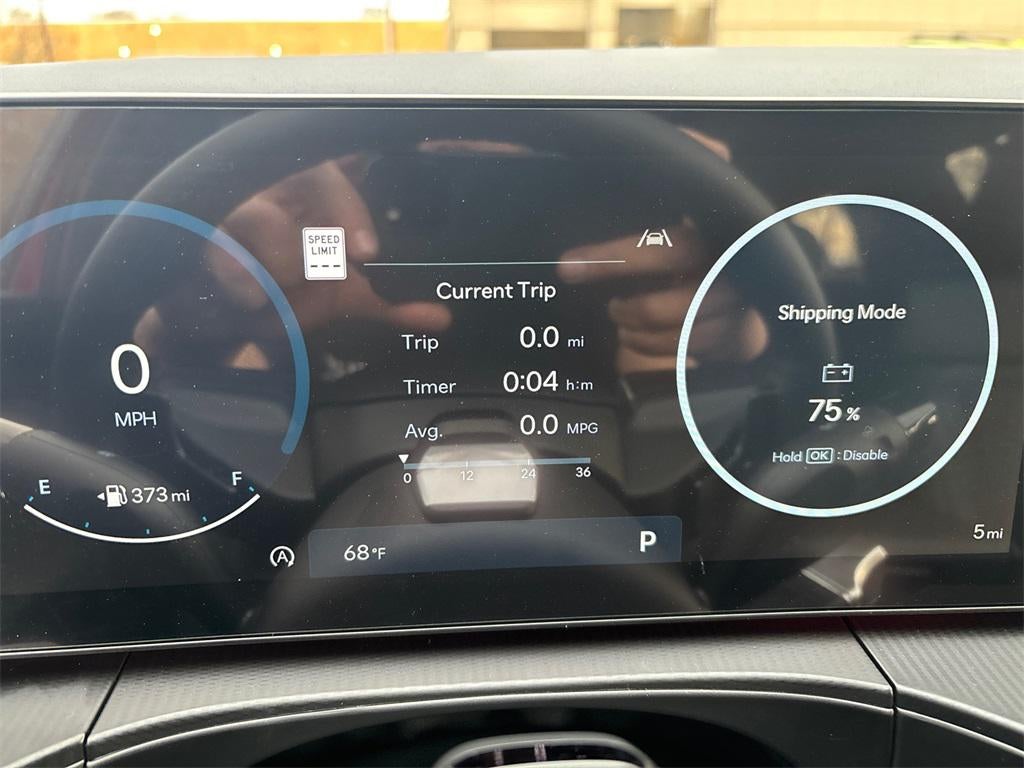 SPEED
LIMIT
---
Current Trip
Trip 0.0 mi
Timer 0:04 h:m
Avg. 0.0 MPG
0 12 24 36
0
MPH
E F
373 mi
A
68°F
P
Shipping Mode
- +
75 %
Hold OK : Disable
5 mi